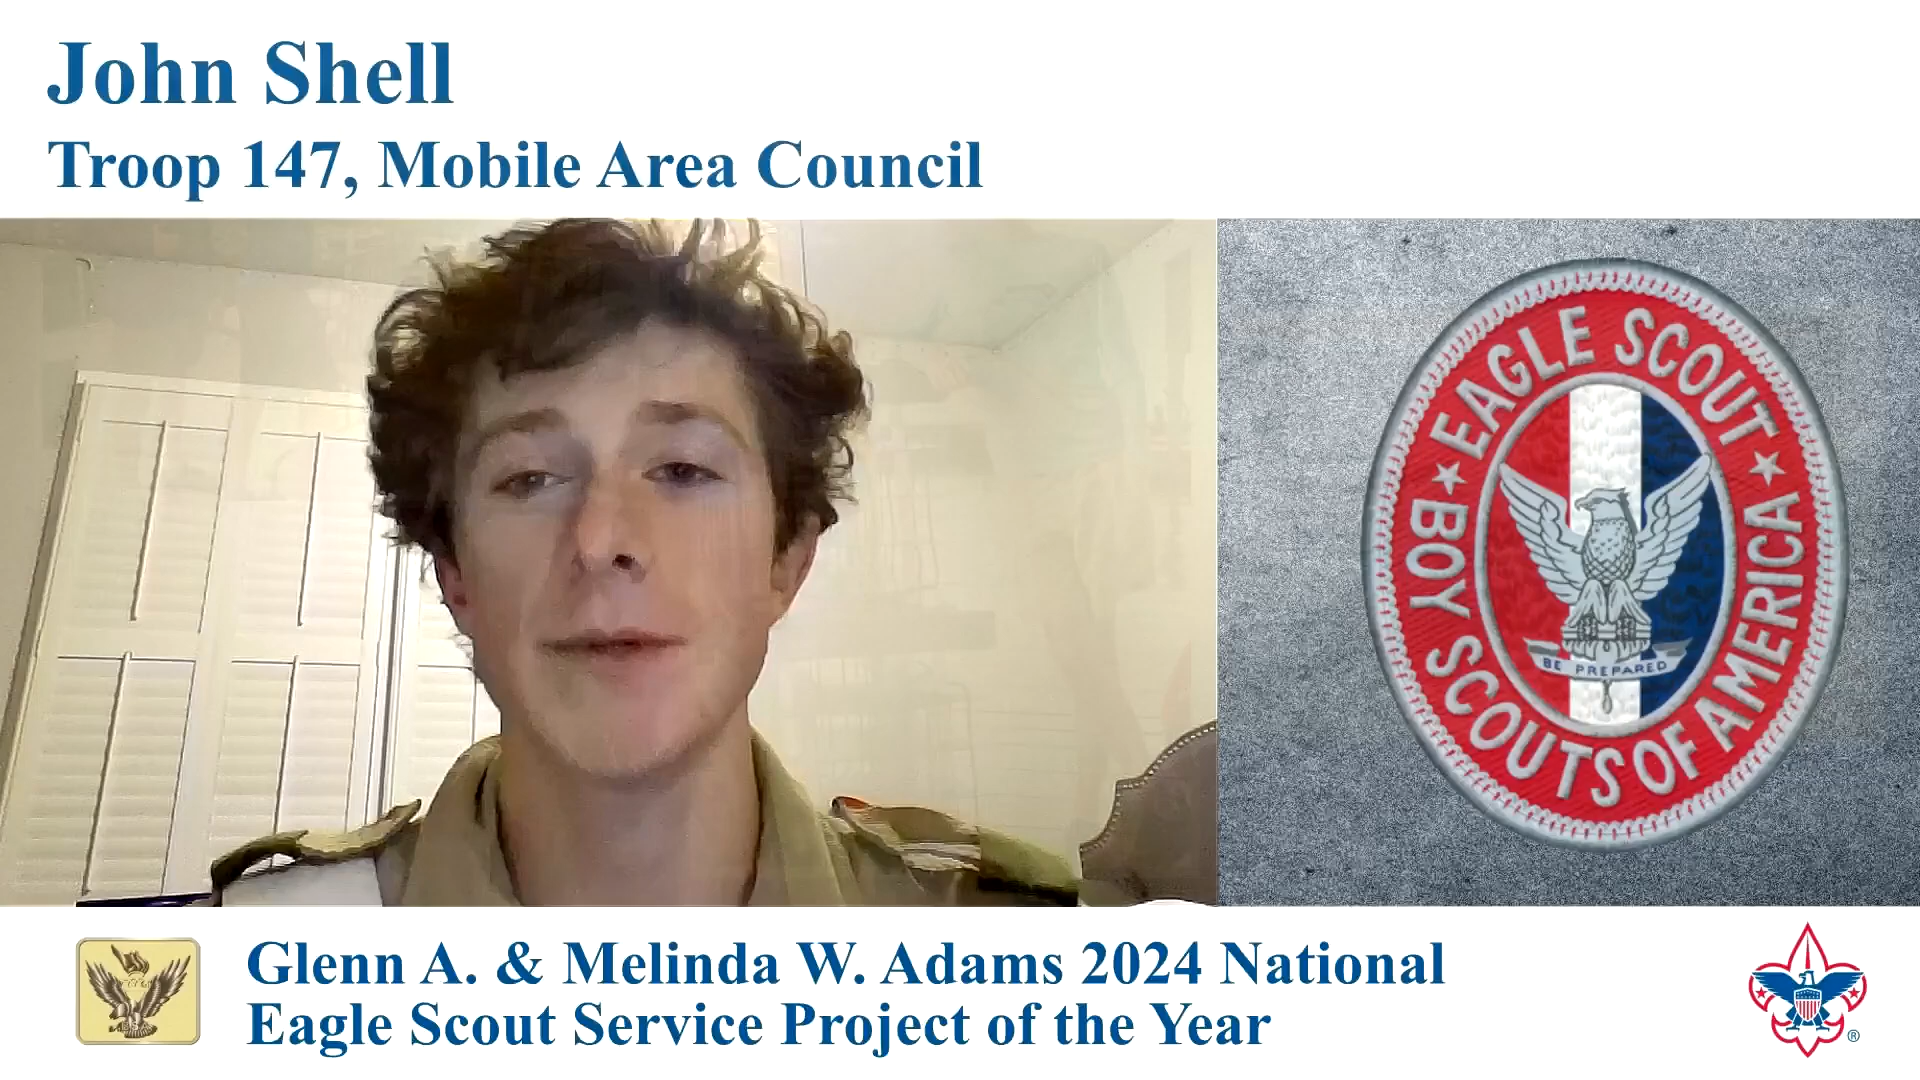 John Shell
Troop 147, Mobile Area Council
EAGLE SCOUT
BOY SCOUTS OF AMERICA
BE PREPARED
Glenn A. & Melinda W. Adams 2024 National
Eagle Scout Service Project of the Year
®